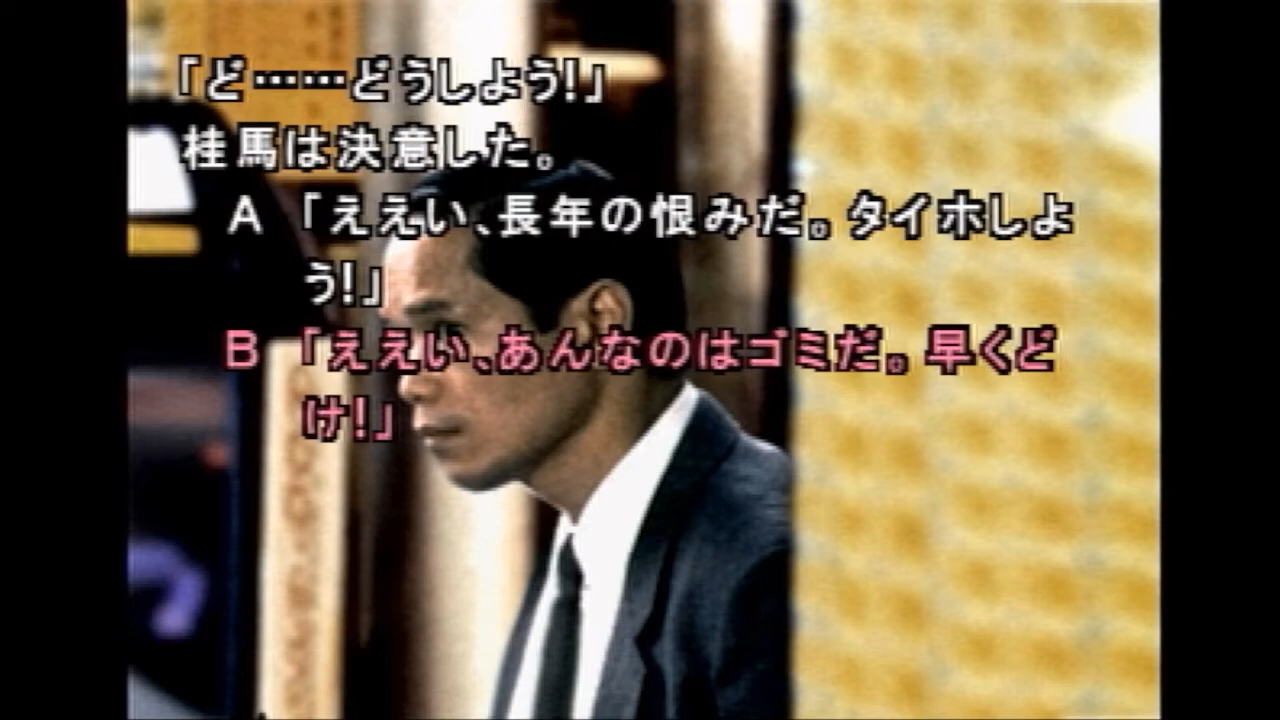 「ど……どうしよう!」
桂馬は決意した。
A 「ええい、長年の恨みだ。タイホしよ
う!」
B 「ええい、あんなのはゴミだ。早くど
け!」